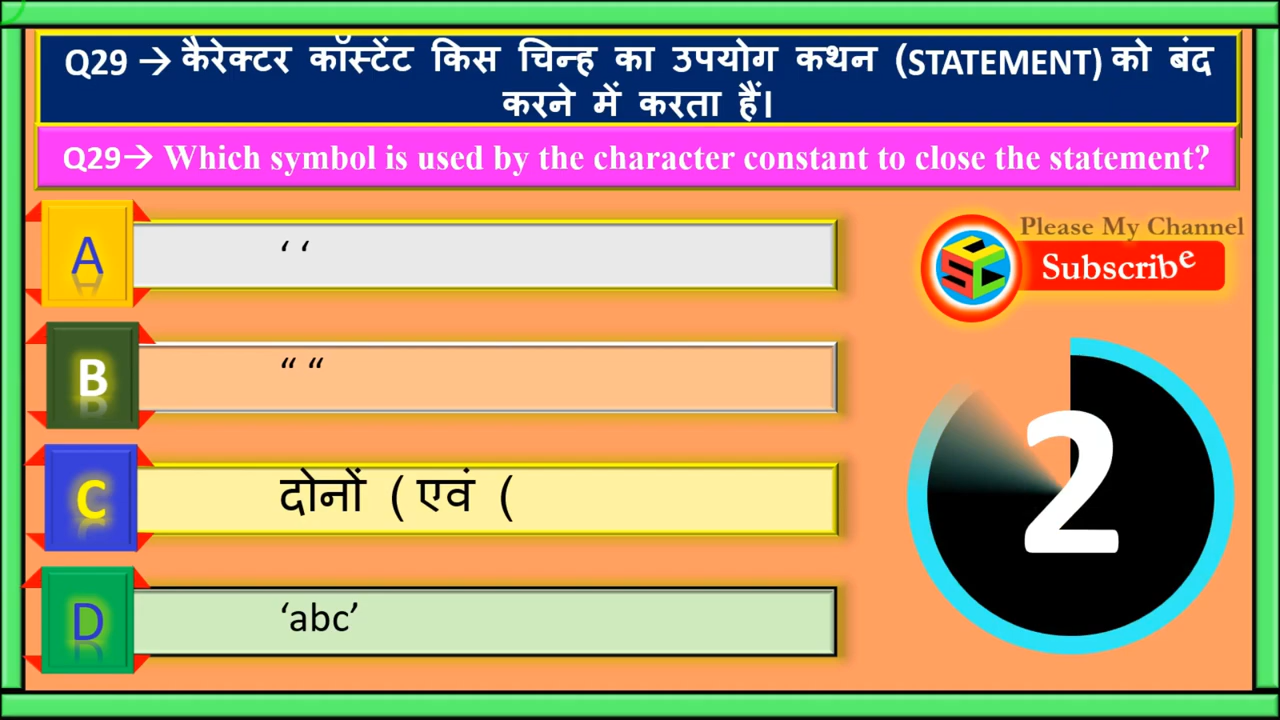 Q29 → कैरेक्टर कॉस्टेंट किस चिन्ह का उपयोग कथन (STATEMENT) को बंद
करने में करता हैं।
Q29→ Which symbol is used by the character constant to close the statement?
A ‘ ‘
B “ “
C दोनों ( एवं (
D ‘abc’
Please My Channel
Subscribe
2